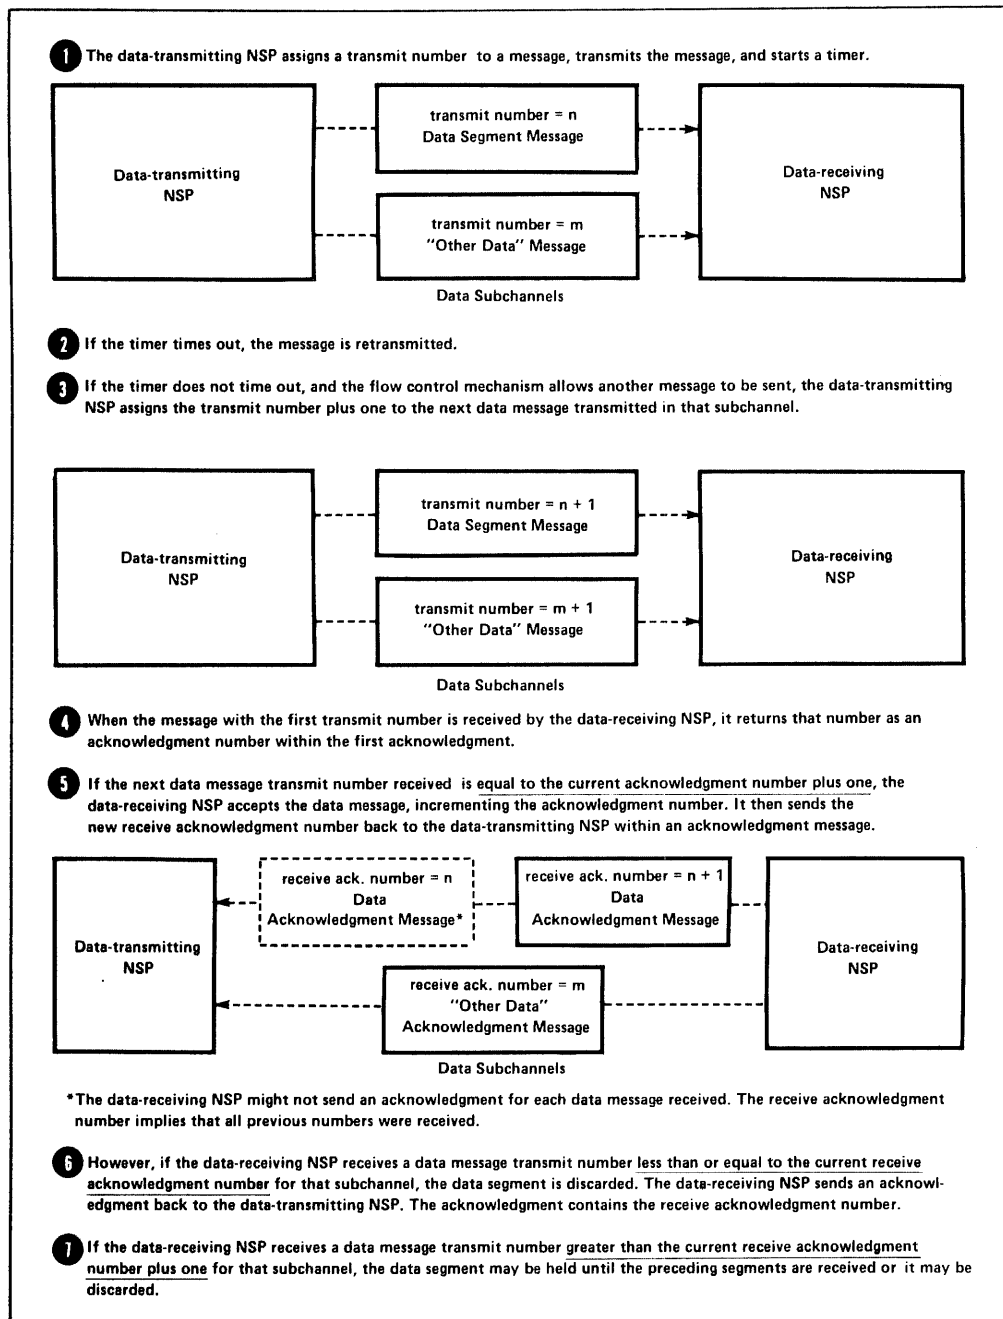 1 The data-transmitting NSP assigns a transmit number to a message, transmits the message, and starts a timer.
transmit number = n
Data Segment Message
Data-transmitting
NSP
Data-receiving
NSP
transmit number = m
"Other Data" Message
Data Subchannels
2 If the timer times out, the message is retransmitted.
3 If the timer does not time out, and the flow control mechanism allows another message to be sent, the data-transmitting
NSP assigns the transmit number plus one to the next data message transmitted in that subchannel.
transmit number = n + 1
Data Segment Message
Data-transmitting
NSP
Data-receiving
NSP
transmit number = m + 1
"Other Data" Message
Data Subchannels
4 When the message with the first transmit number is received by the data-receiving NSP, it returns that number as an
acknowledgment number within the first acknowledgment.
5 If the next data message transmit number received is equal to the current acknowledgment number plus one, the
data-receiving NSP accepts the data message, incrementing the acknowledgment number. It then sends the
new receive acknowledgment number back to the data-transmitting NSP within an acknowledgment message.
receive ack. number = n
Data
Acknowledgment Message*
receive ack. number = n + 1
Data
Acknowledgment Message
Data-transmitting
NSP
Data-receiving
NSP
receive ack. number = m
"Other Data"
Acknowledgment Message
Data Subchannels
*The data-receiving NSP might not send an acknowledgment for each data message received. The receive acknowledgment
number implies that all previous numbers were received.
6 However, if the data-receiving NSP receives a data message transmit number less than or equal to the current receive
acknowledgment number for that subchannel, the data segment is discarded. The data-receiving NSP sends an acknowl-
edgment back to the data-transmitting NSP. The acknowledgment contains the receive acknowledgment number.
7 If the data-receiving NSP receives a data message transmit number greater than the current receive acknowledgment
number plus one for that subchannel, the data segment may be held until the preceding segments are received or it may be
discarded.